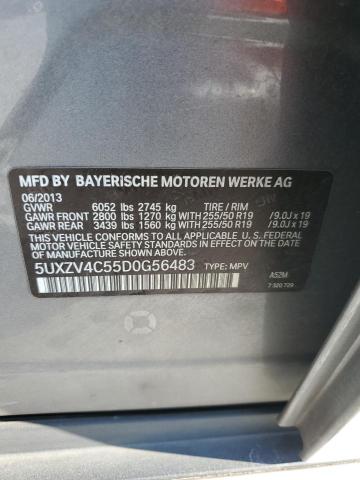 MFD BY BAYERISCHE MOTOREN WERKE AG
06/2013
GVWR 6052 lbs 2745 kg TIRE / RIM
GAWR FRONT 2800 lbs 1270 kg WITH 255/50 R19 /9.0J x 19
GAWR REAR 3439 lbs 1560 kg WITH 255/50 R19 /9.0J x 19
THIS VEHICLE CONFORMS TO ALL APPLICABLE U.S. FEDERAL
MOTOR VEHICLE SAFETY STANDARDS IN EFFECT ON
THE DATE OF MANUFACTURE SHOWN ABOVE.
5UXZV4C55D0G56483 TYPE: MPV
A52M